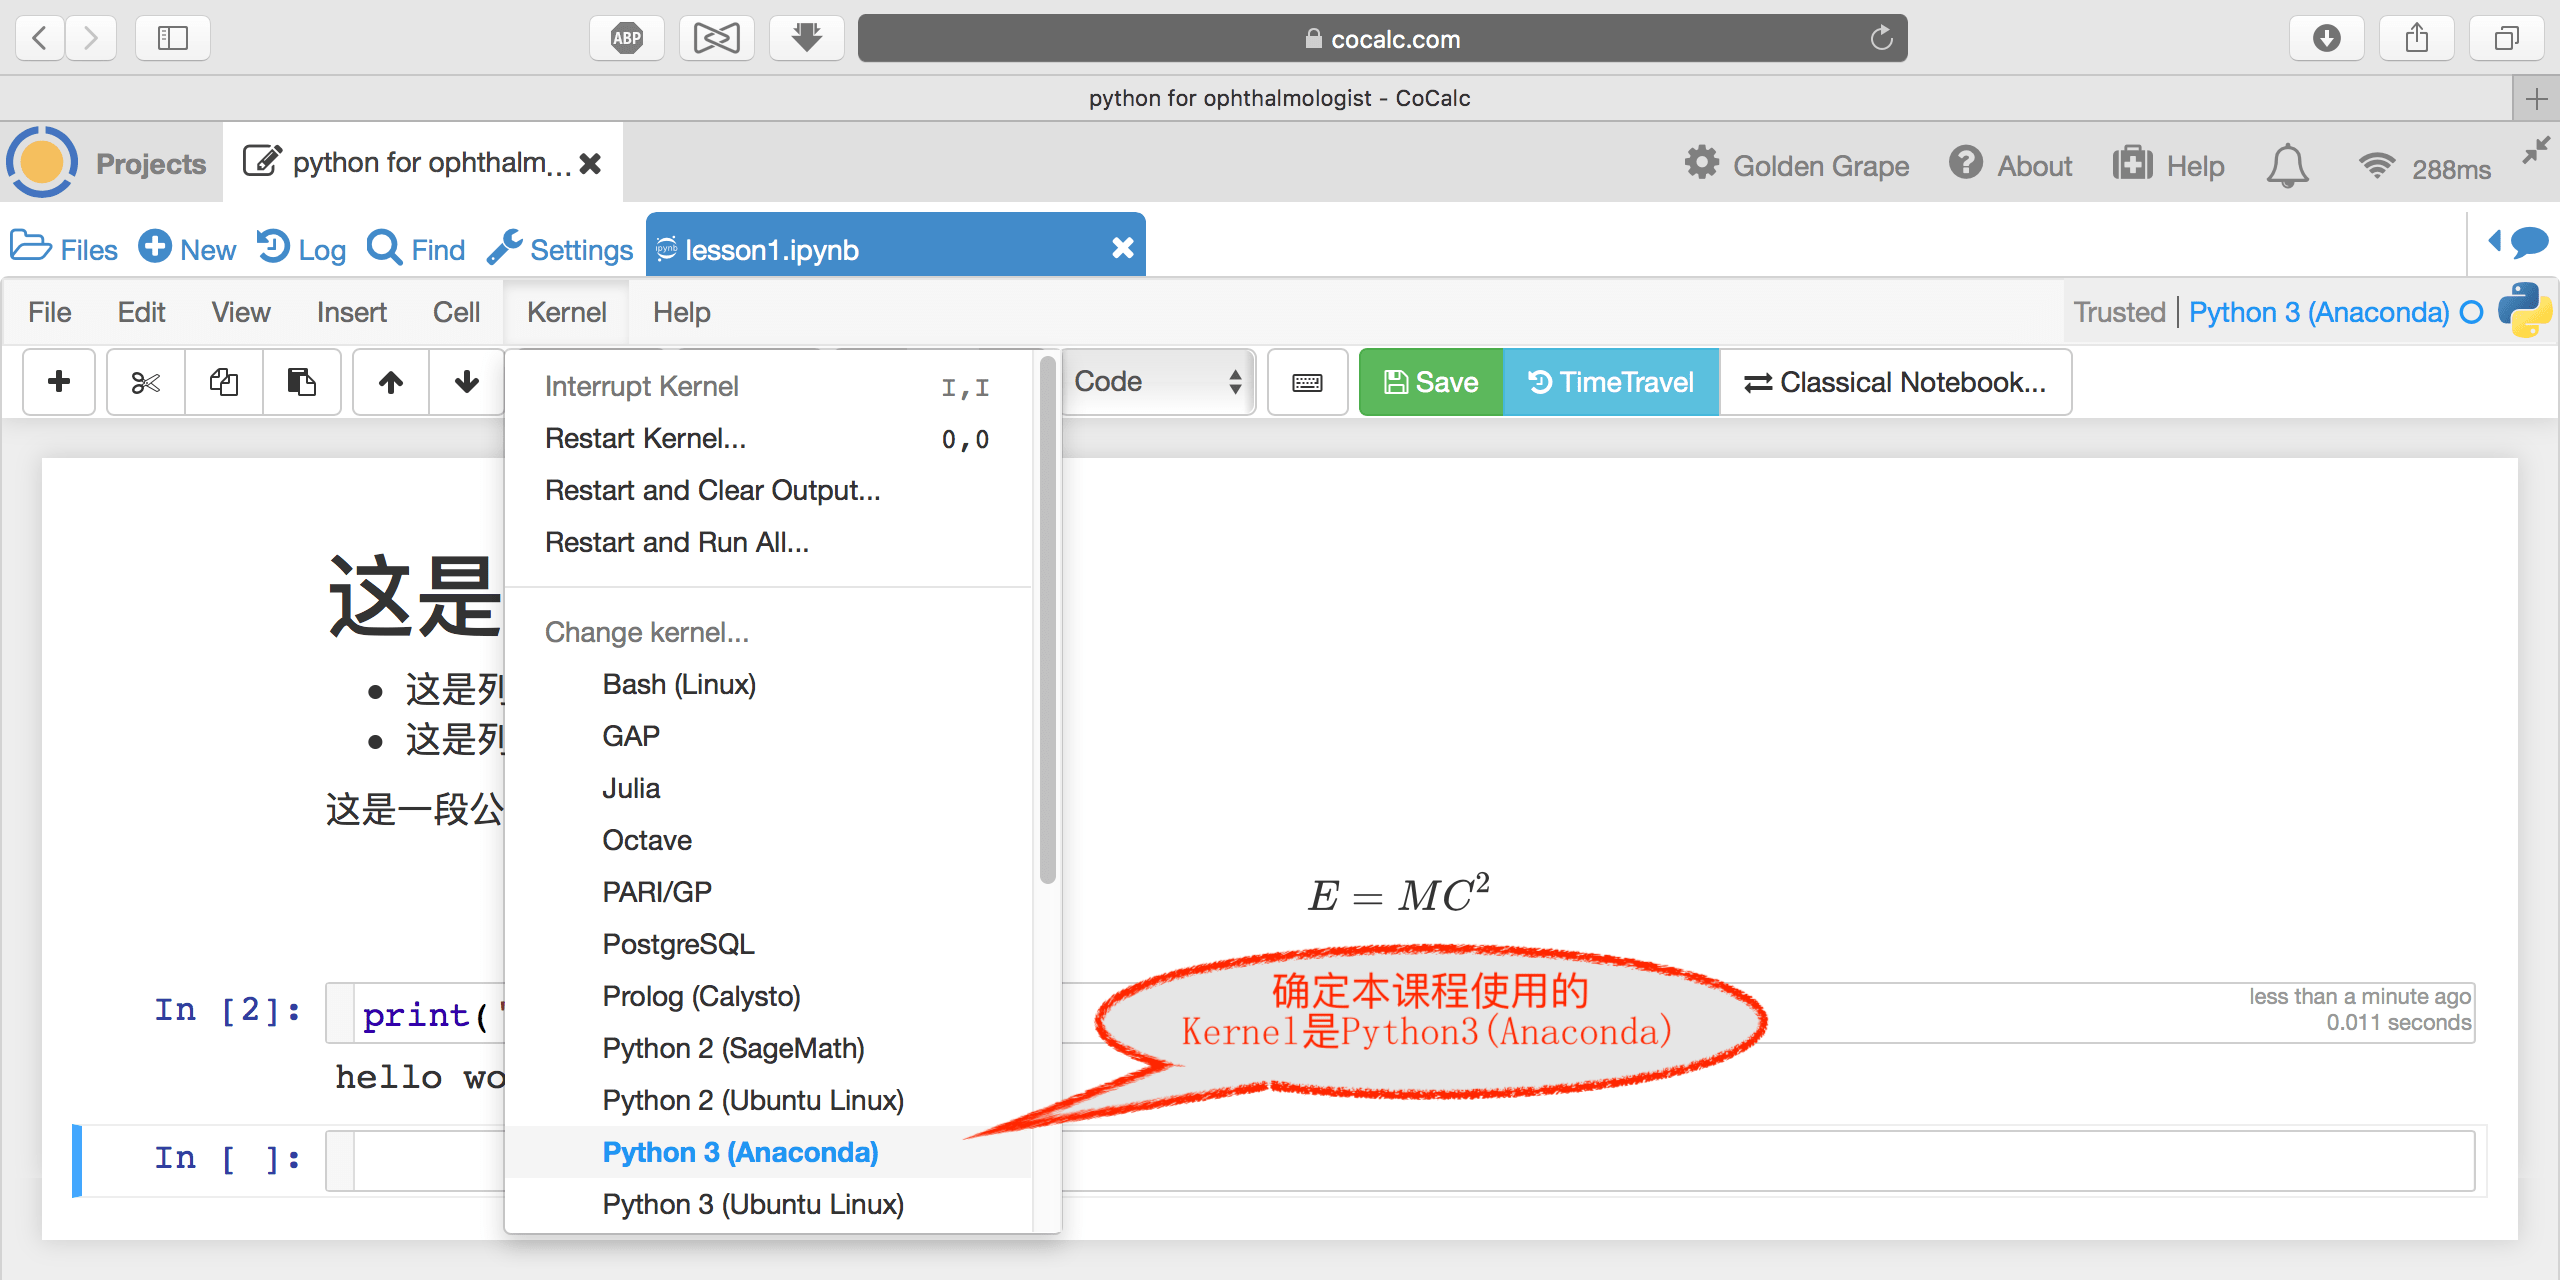 ABP
cocalc.com
python for ophthalmologist - CoCalc
Projects
python for ophthalm...
Golden Grape
About
Help
288ms
Files
New
Log
Find
Settings
lesson1.ipynb
File Edit View Insert Cell Kernel Help
Trusted
Python 3 (Anaconda)
Code
Save
TimeTravel
Classical Notebook...
Interrupt Kernel I,I
Restart Kernel... 0,0
Restart and Clear Output...
Restart and Run All...
Change kernel...
Bash (Linux)
GAP
Julia
Octave
PARI/GP
PostgreSQL
Prolog (Calysto)
Python 2 (SageMath)
Python 2 (Ubuntu Linux)
Python 3 (Anaconda)
Python 3 (Ubuntu Linux)
这是
这是列
这是列
这是一段公
E = MC²
确定本课程使用的
Kernel是Python3(Anaconda)
In [2]:
print('
less than a minute ago
0.011 seconds
hello wo
In [ ]: